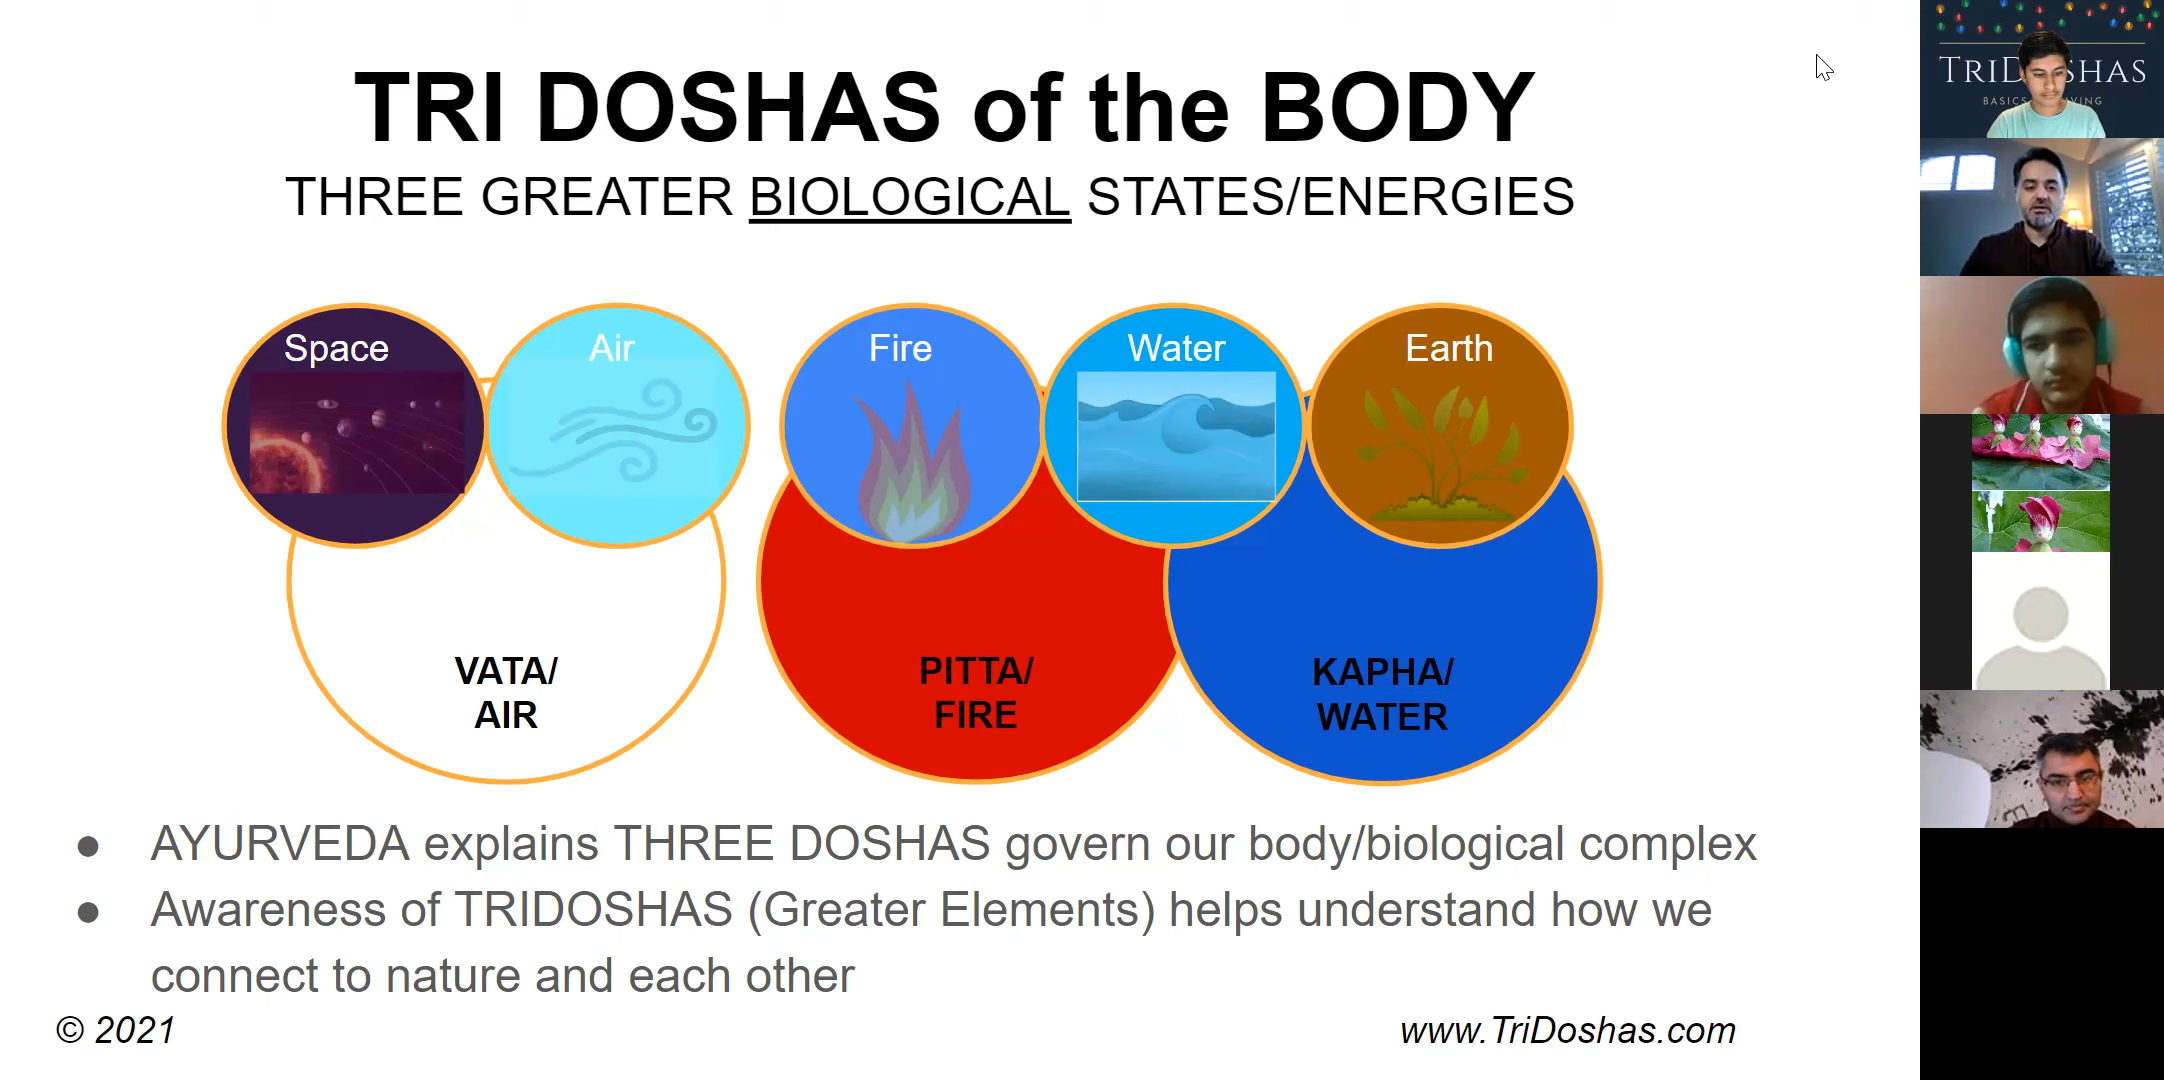 TRI DOSHAS of the BODY
THREE GREATER BIOLOGICAL STATES/ENERGIES
Space
Air
Fire
Water
Earth
VATA/
AIR
PITTA/
FIRE
KAPHA/
WATER
● AYURVEDA explains THREE DOSHAS govern our body/biological complex
● Awareness of TRIDOSHAS (Greater Elements) helps understand how we
connect to nature and each other
© 2021
www.TriDoshas.com